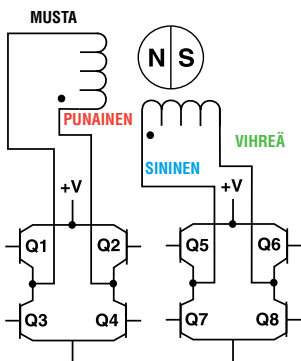 MUSTA
N S
PUNAINEN
VIHREÄ
SININEN
+V +V
Q1 Q2 Q5 Q6
Q3 Q4 Q7 Q8